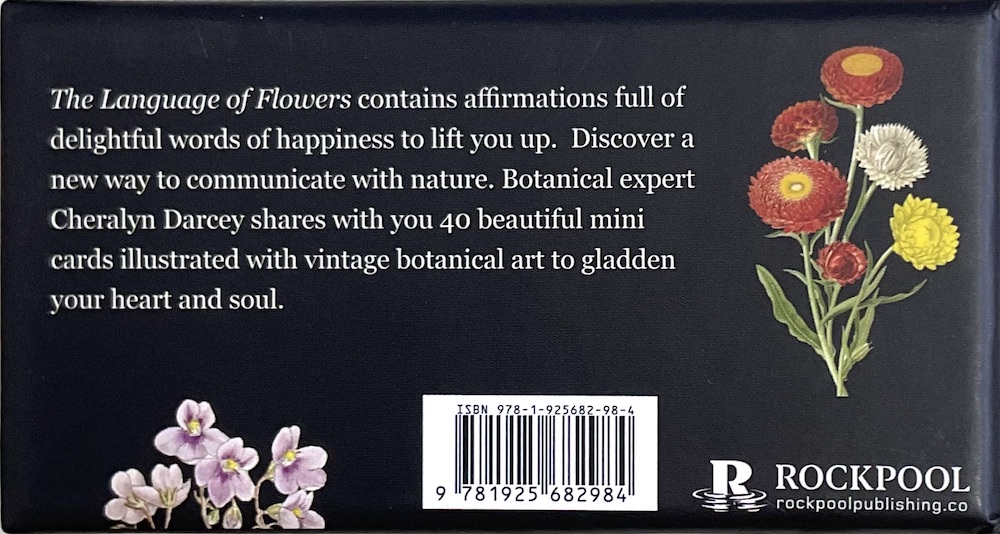 The Language of Flowers contains affirmations full of
delightful words of happiness to lift you up.  Discover a
new way to communicate with nature. Botanical expert
Cheralyn Darcey shares with you 40 beautiful mini
cards illustrated with vintage botanical art to gladden
your heart and soul.
ISBN 978-1-925682-98-4
9 781925 682984
R ROCKPOOL
rockpoolpublishing.co